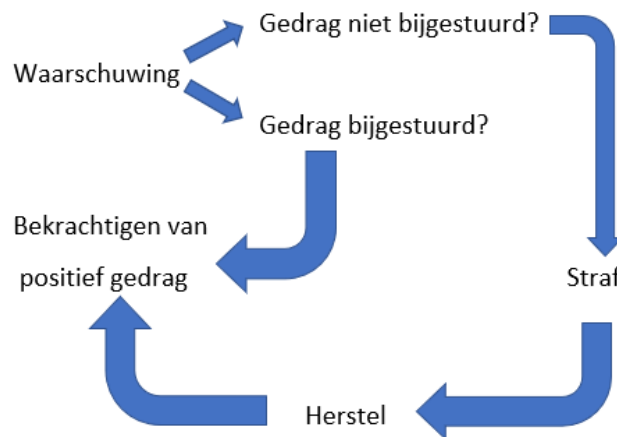 Gedrag niet bijgestuurd?
Waarschuwing
Gedrag bijgestuurd?
Bekrachtigen van
positief gedrag
Straf
Herstel